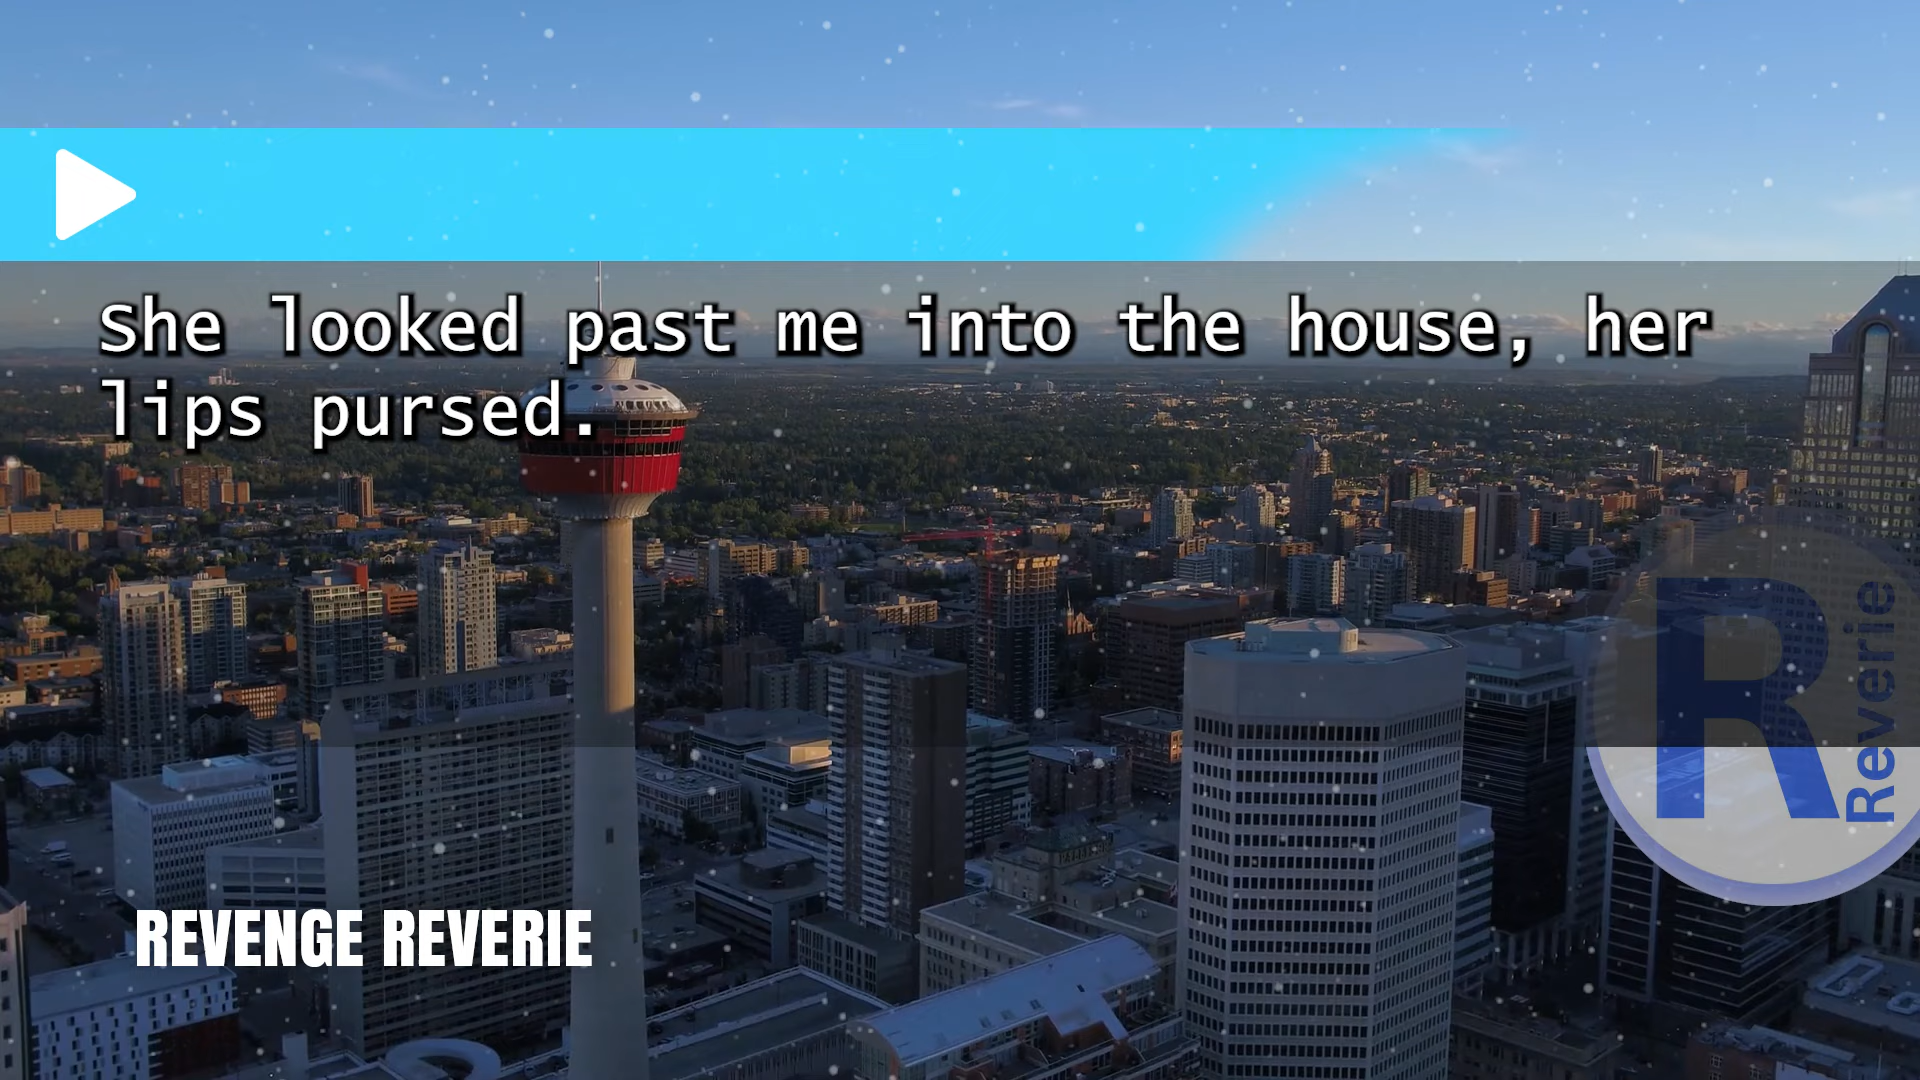 She looked past me into the house, her
lips pursed.
R
Reverie
REVENGE REVERIE